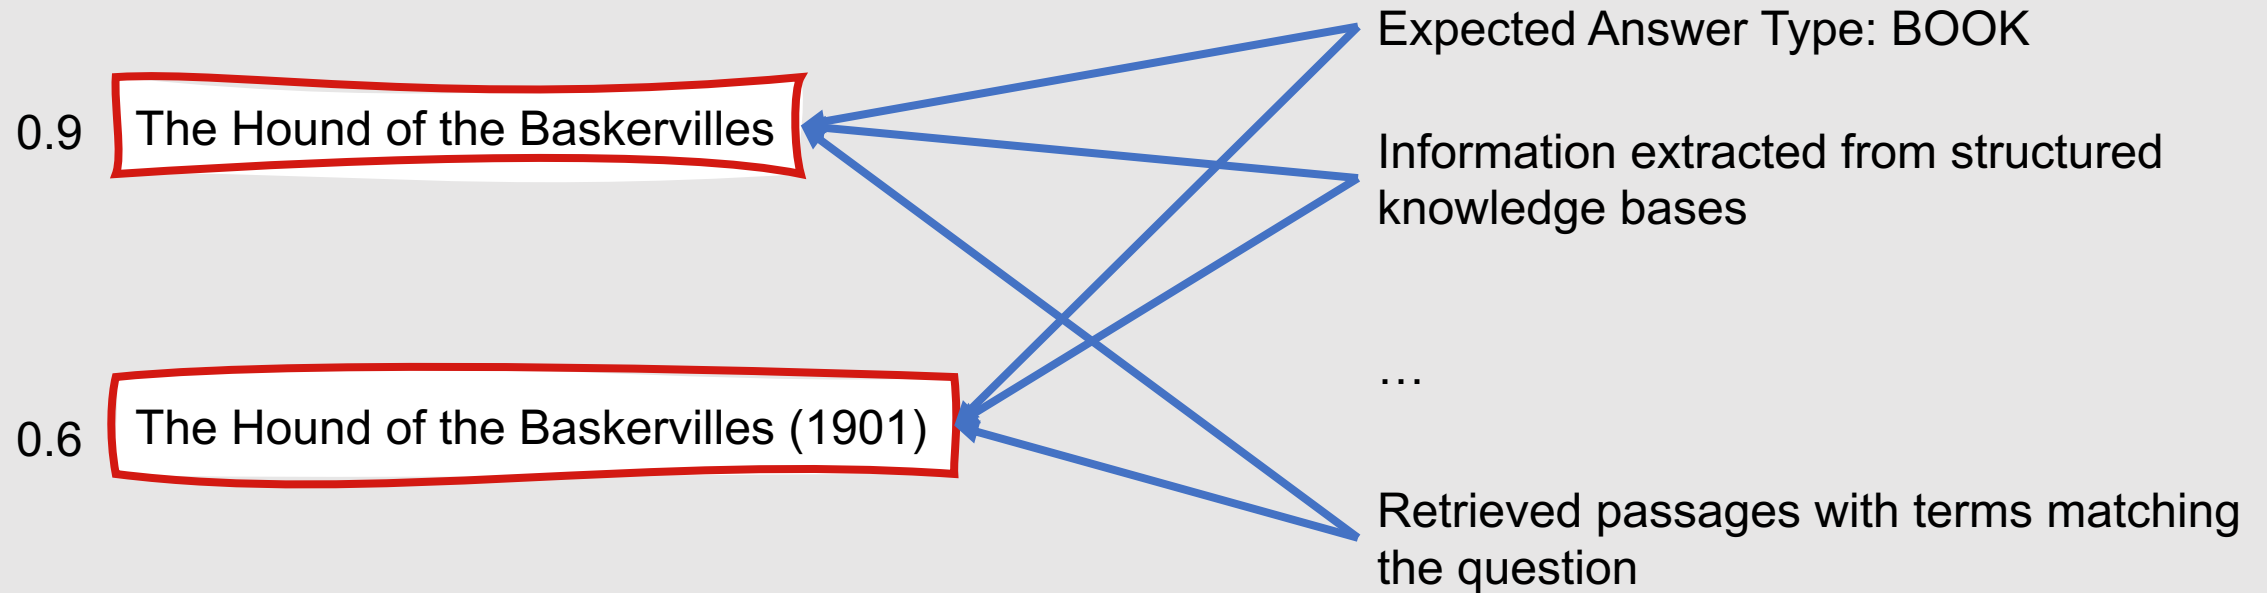 0.9
The Hound of the Baskervilles
0.6
The Hound of the Baskervilles (1901)
Expected Answer Type: BOOK
Information extracted from structured
knowledge bases
…
Retrieved passages with terms matching
the question